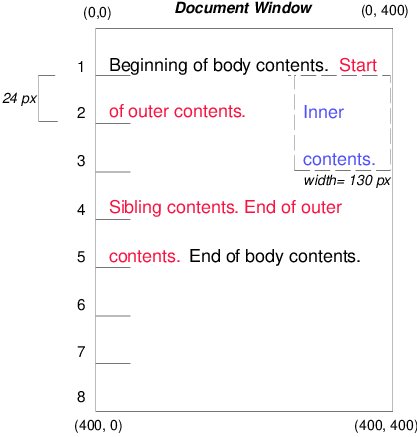 Document Window
(0,0) (0, 400)
1 Beginning of body contents. Start
24 px
2 of outer contents. Inner
3 contents.
width= 130 px
4 Sibling contents. End of outer
5 contents. End of body contents.
6
7
8
(400, 0) (400, 400)